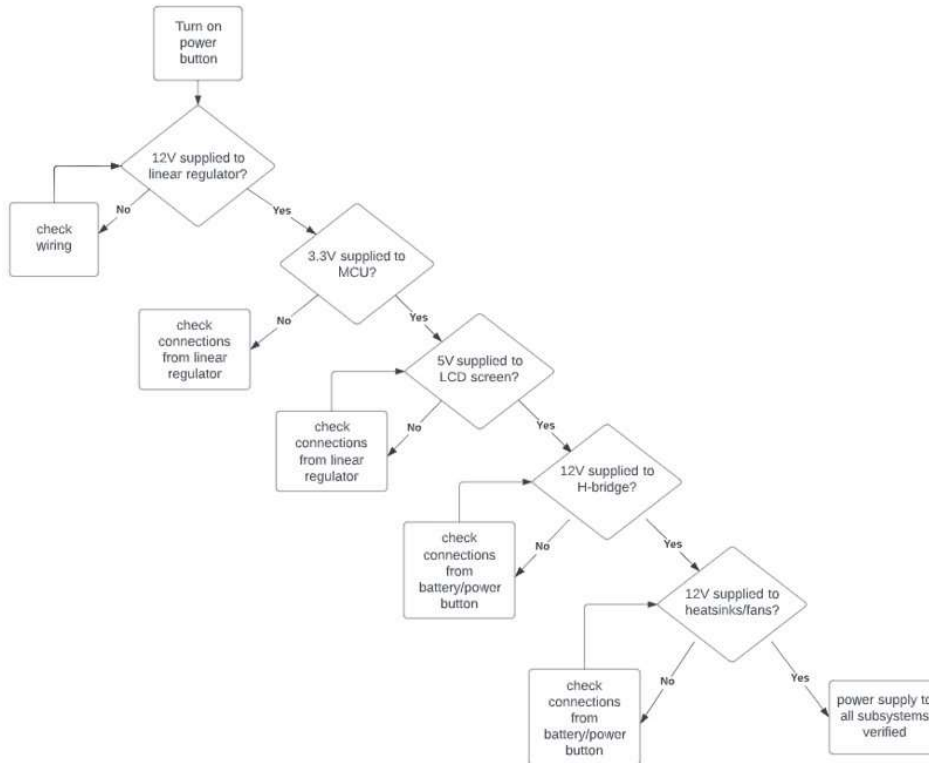 Turn on
power
button
12V supplied to
linear regulator?
No
Yes
check
wiring
3.3V supplied to
MCU?
No
Yes
check
connections
from linear
regulator
5V supplied to
LCD screen?
No
Yes
check
connections
from linear
regulator
12V supplied to
H-bridge?
No
Yes
check
connections
from
battery/power
button
12V supplied to
heatsinks/fans?
No
Yes
check
connections
from
battery/power
button
power supply to
all subsystems
verified